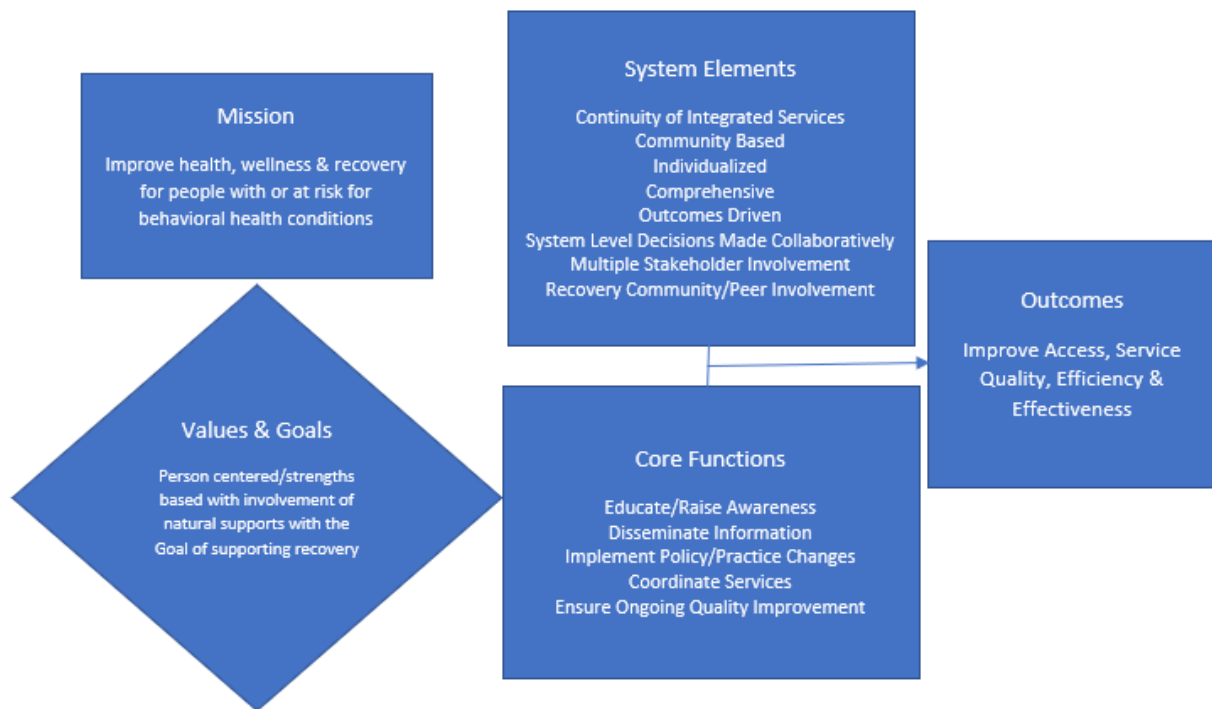 Mission
Improve health, wellness & recovery
for people with or at risk for
behavioral health conditions
Values & Goals
Person centered/strengths
based with involvement of
natural supports with the
Goal of supporting recovery
System Elements
Continuity of Integrated Services
Community Based
Individualized
Comprehensive
Outcomes Driven
System Level Decisions Made Collaboratively
Multiple Stakeholder Involvement
Recovery Community/Peer Involvement
Core Functions
Educate/Raise Awareness
Disseminate Information
Implement Policy/Practice Changes
Coordinate Services
Ensure Ongoing Quality Improvement
Outcomes
Improve Access, Service
Quality, Efficiency &
Effectiveness